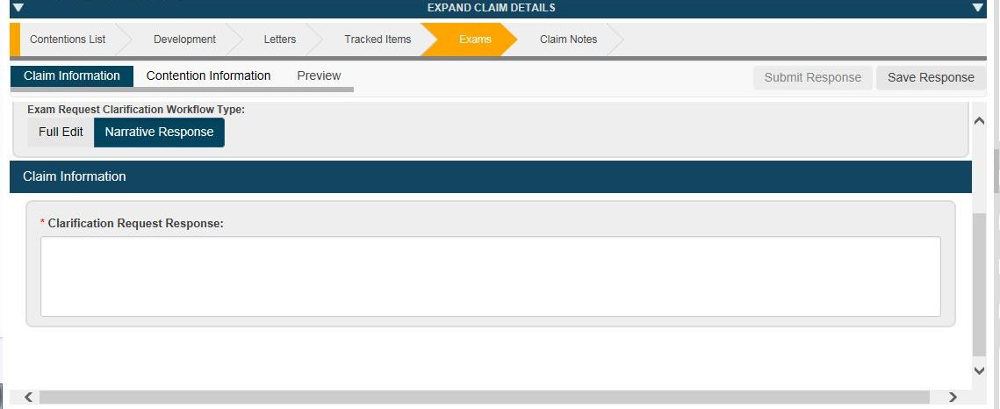 EXPAND CLAIM DETAILS
Contentions List Development Letters Tracked Items Exams Claim Notes
Claim Information Contention Information Preview Submit Response Save Response
Exam Request Clarification Workflow Type:
Full Edit Narrative Response
Claim Information
* Clarification Request Response: